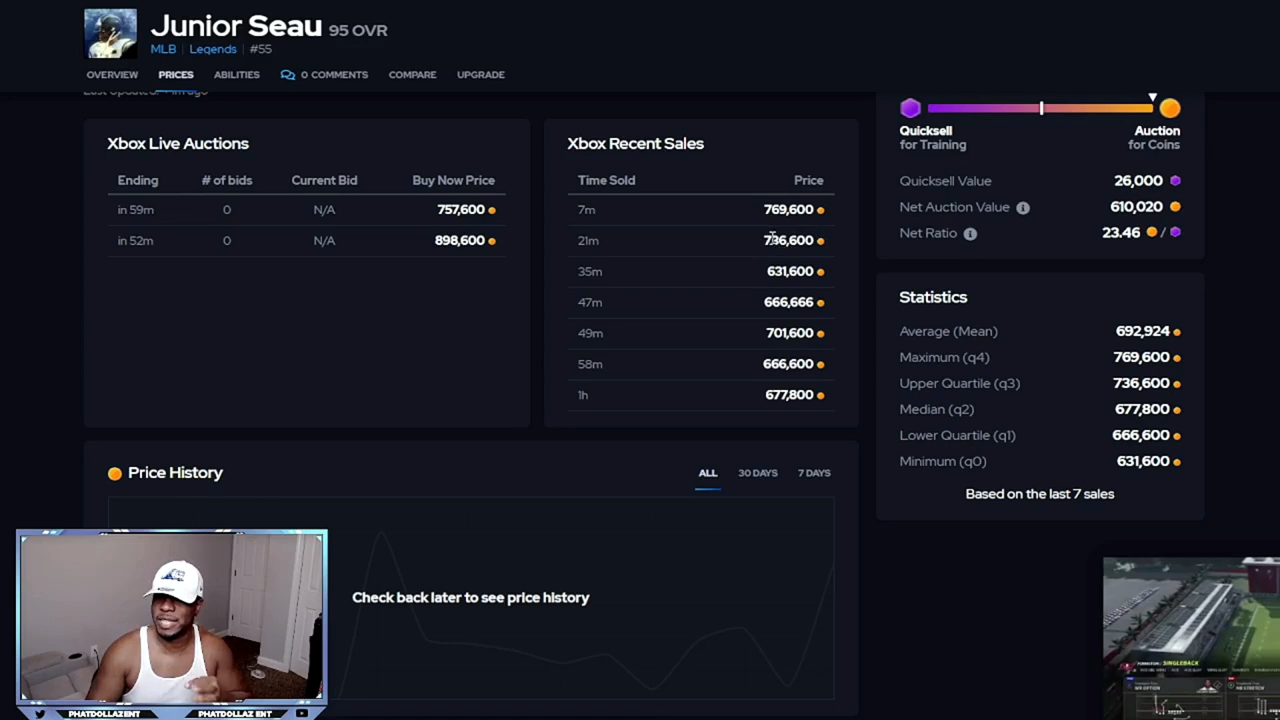 Junior Seau 95 OVR
MLB | Legends | #55
OVERVIEW PRICES ABILITIES 0 COMMENTS COMPARE UPGRADE
Xbox Live Auctions
Ending # of bids Current Bid Buy Now Price
in 59m 0 N/A 757,600
in 52m 0 N/A 898,600
Xbox Recent Sales
Time Sold Price
7m 769,600
21m 736,600
35m 631,600
47m 666,666
49m 701,600
58m 666,600
1h 677,800
Quicksell Auction
for Training for Coins
Quicksell Value 26,000
Net Auction Value 610,020
Net Ratio 23.46 /
Statistics
Average (Mean) 692,924
Maximum (q4) 769,600
Upper Quartile (q3) 736,600
Median (q2) 677,800
Lower Quartile (q1) 666,600
Minimum (q0) 631,600
Based on the last 7 sales
Price History ALL 30 DAYS 7 DAYS
Check back later to see price history
PHATDOLLAZENT PHATDOLLAZ ENT
SINGLEBACK